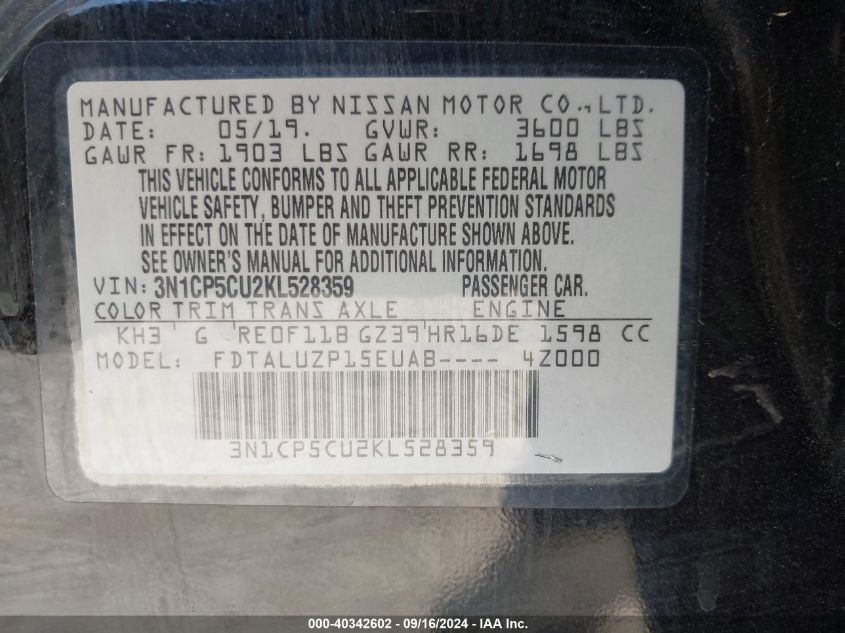 MANUFACTURED BY NISSAN MOTOR CO., LTD.
DATE: 05/19. GVWR: 3600 LBS
GAWR FR: 1903 LBS GAWR RR: 1698 LBS
THIS VEHICLE CONFORMS TO ALL APPLICABLE FEDERAL MOTOR
VEHICLE SAFETY, BUMPER AND THEFT PREVENTION STANDARDS
IN EFFECT ON THE DATE OF MANUFACTURE SHOWN ABOVE.
SEE OWNER'S MANUAL FOR ADDITIONAL INFORMATION.
VIN: 3N1CP5CU2KL528359 PASSENGER CAR.
COLOR TRIM TRANS AXLE ENGINE
KH3 G RE0F11B GZ39 HR16DE 1598 CC
MODEL: FDTALUZP15EUAB---- 4Z000
3N1CP5CU2KL528359
000-40342602 - 09/16/2024 - IAA Inc.